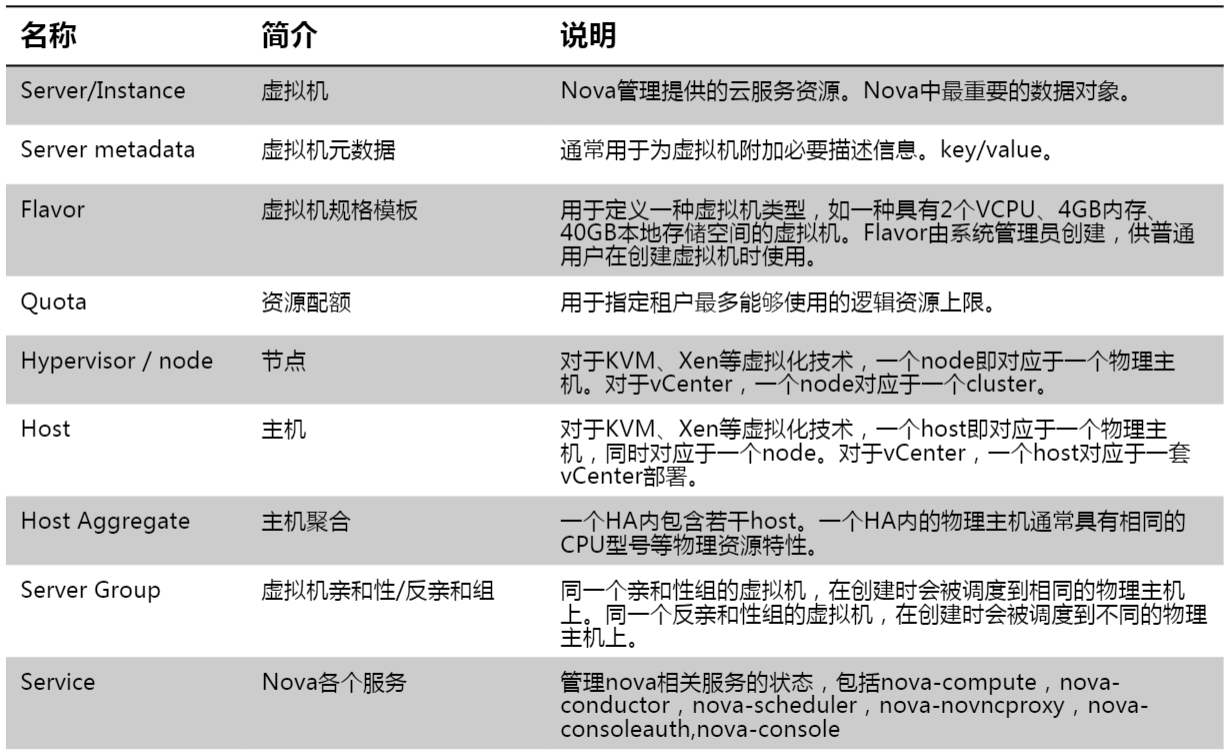 名称 简介 说明
Server/Instance 虚拟机 Nova管理提供的云服务资源。Nova中最重要的数据对象。
Server metadata 虚拟机元数据 通常用于为虚拟机附加必要描述信息。key/value。
Flavor 虚拟机规格模板 用于定义一种虚拟机类型，如一种具有2个VCPU、4GB内存、
40GB本地存储空间的虚拟机。Flavor由系统管理员创建，供普通
用户在创建虚拟机时使用。
Quota 资源配额 用于指定租户最多能够使用的逻辑资源上限。
Hypervisor / node 节点 对于KVM、Xen等虚拟化技术，一个node即对应于一个物理主
机。对于vCenter，一个node对应于一个cluster。
Host 主机 对于KVM、Xen等虚拟化技术，一个host即对应于一个物理主
机，同时对应于一个node。对于vCenter，一个host对应于一套
vCenter部署。
Host Aggregate 主机聚合 一个HA内包含若干host。一个HA内的物理主机通常具有相同的
CPU型号等物理资源特性。
Server Group 虚拟机亲和性/反亲和组 同一个亲和性组的虚拟机，在创建时会被调度到相同的物理主机
上。同一个反亲和性组的虚拟机，在创建时会被调度到不同的物理
主机上。
Service Nova各个服务 管理nova相关服务的状态，包括nova-compute，nova-
conductor，nova-scheduler，nova-novncproxy，nova-
consoleauth,nova-console